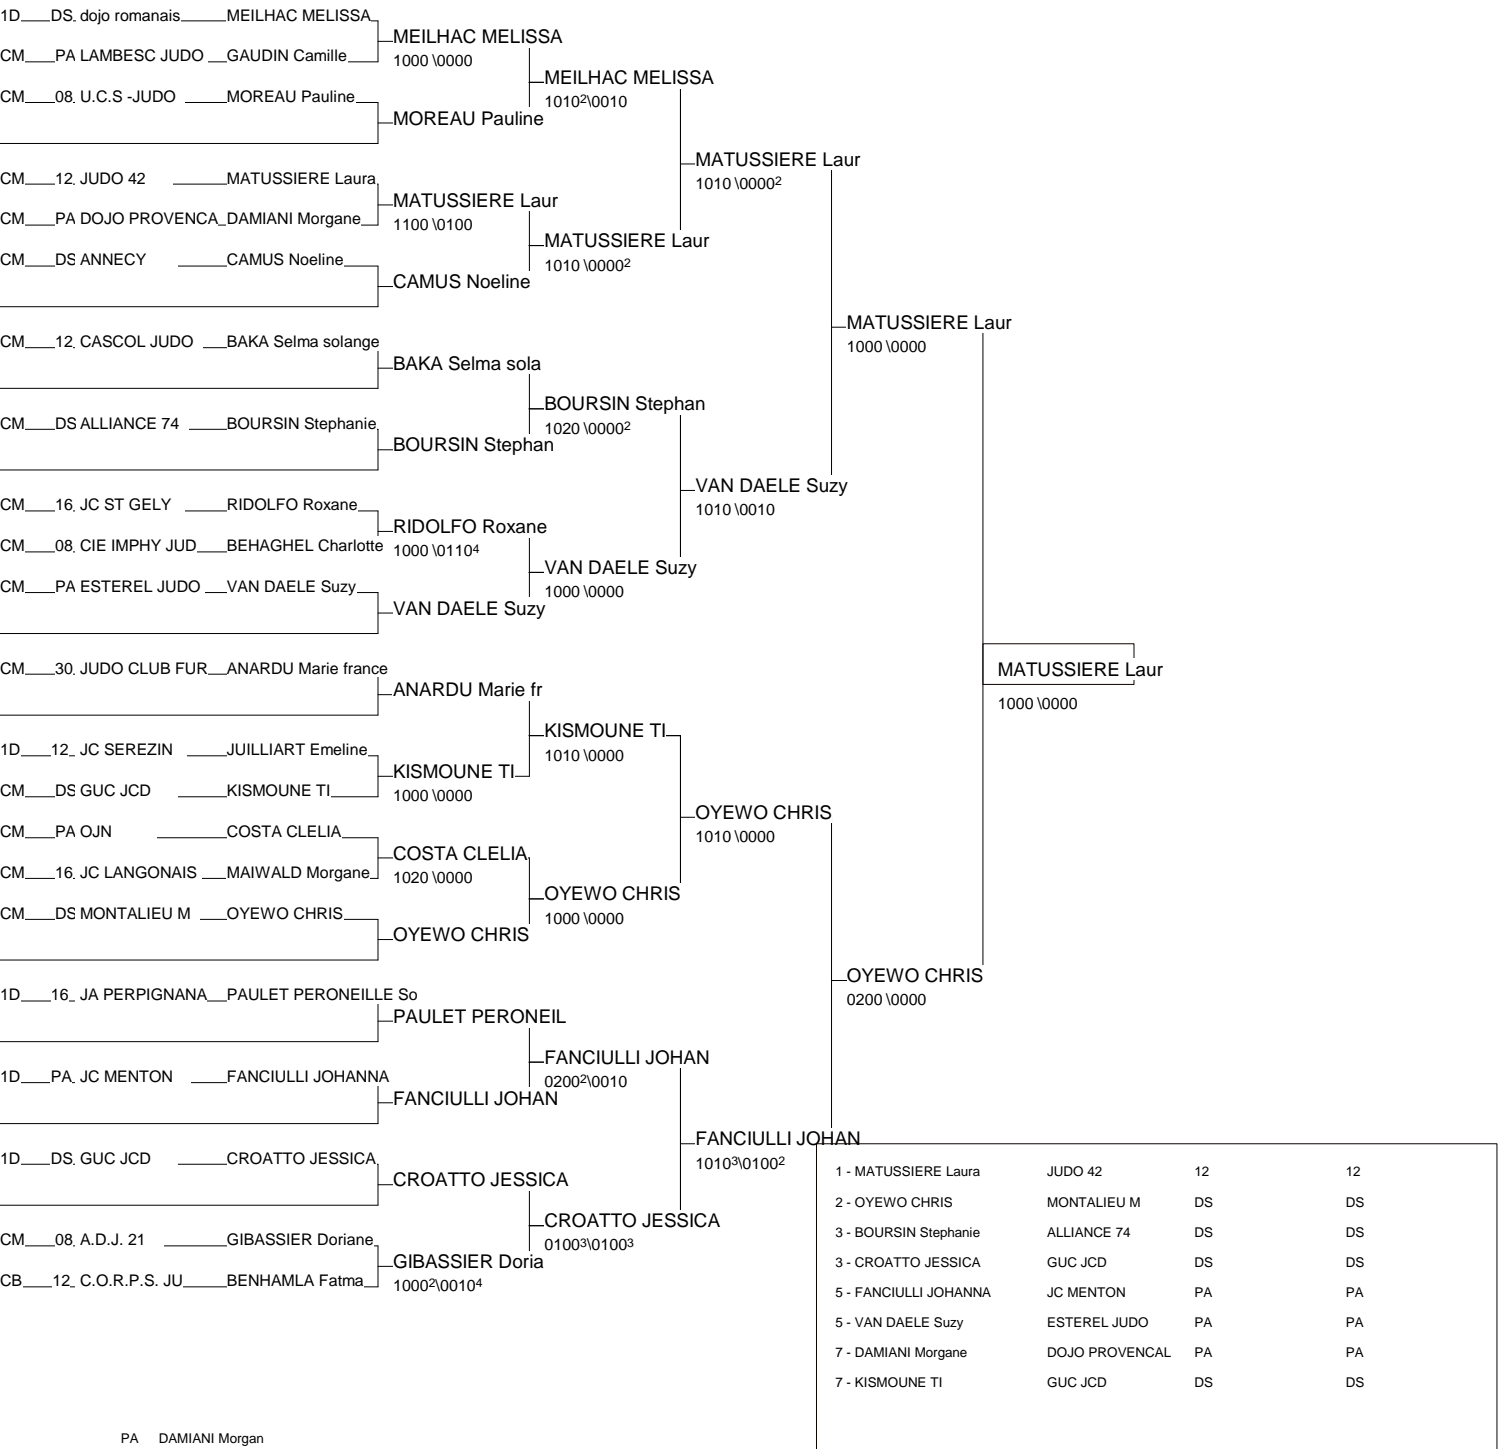 1D DS dojo romanais MEILHAC MELISSA
MEILHAC MELISSA
CM PA LAMBESC JUDO GAUDIN Camille
1000 \0000
MEILHAC MELISSA
CM 08 U.C.S -JUDO MOREAU Pauline
1010²\0010
MOREAU Pauline
MATUSSIERE Laur
CM 12 JUDO 42 MATUSSIERE Laura
1010 \0000²
MATUSSIERE Laur
CM PA DOJO PROVENCA DAMIANI Morgane
1100 \0100
MATUSSIERE Laur
CM DS ANNECY CAMUS Noeline
1010 \0000²
CAMUS Noeline
MATUSSIERE Laur
CM 12 CASCOL JUDO BAKA Selma solange
1000 \0000
BAKA Selma sola
BOURSIN Stephan
CM DS ALLIANCE 74 BOURSIN Stephanie
1020 \0000²
BOURSIN Stephan
VAN DAELE Suzy
CM 16 JC ST GELY RIDOLFO Roxane
1010 \0010
RIDOLFO Roxane
CM 08 CIE IMPHY JUD BEHAGHEL Charlotte
1000 \0110⁴
VAN DAELE Suzy
CM PA ESTEREL JUDO VAN DAELE Suzy
1000 \0000
VAN DAELE Suzy
CM 30 JUDO CLUB FUR ANARDU Marie france
MATUSSIERE Laur
ANARDU Marie fr
1000 \0000
KISMOUNE TI
1D 12 JC SEREZIN JUILLIART Emeline
1010 \0000
KISMOUNE TI
CM DS GUC JCD KISMOUNE TI
1000 \0000
OYEWO CHRIS
CM PA OJN COSTA CLELIA
1010 \0000
COSTA CLELIA
CM 16 JC LANGONAIS MAIWALD Morgane
1020 \0000
OYEWO CHRIS
CM DS MONTALIEU M OYEWO CHRIS
1000 \0000
OYEWO CHRIS
OYEWO CHRIS
1D 16 JA PERPIGNANA PAULET PERONEILLE So
0200 \0000
PAULET PERONEIL
FANCIULLI JOHAN
1D PA JC MENTON FANCIULLI JOHANNA
0200²\0010
FANCIULLI JOHAN
FANCIULLI JOHAN
1D DS GUC JCD CROATTO JESSICA
1010³\0100²
CROATTO JESSICA
CROATTO JESSICA
CM 08 A.D.J. 21 GIBASSIER Doriane
0100³\0100³
GIBASSIER Doria
CB 12 C.O.R.P.S. JU BENHAMLA Fatma
1000²\0010⁴
1 - MATUSSIERE Laura JUDO 42 12 12
2 - OYEWO CHRIS MONTALIEU M DS DS
3 - BOURSIN Stephanie ALLIANCE 74 DS DS
3 - CROATTO JESSICA GUC JCD DS DS
5 - FANCIULLI JOHANNA JC MENTON PA PA
5 - VAN DAELE Suzy ESTEREL JUDO PA PA
7 - DAMIANI Morgane DOJO PROVENCAL PA PA
7 - KISMOUNE TI GUC JCD DS DS
PA DAMIANI Morgan